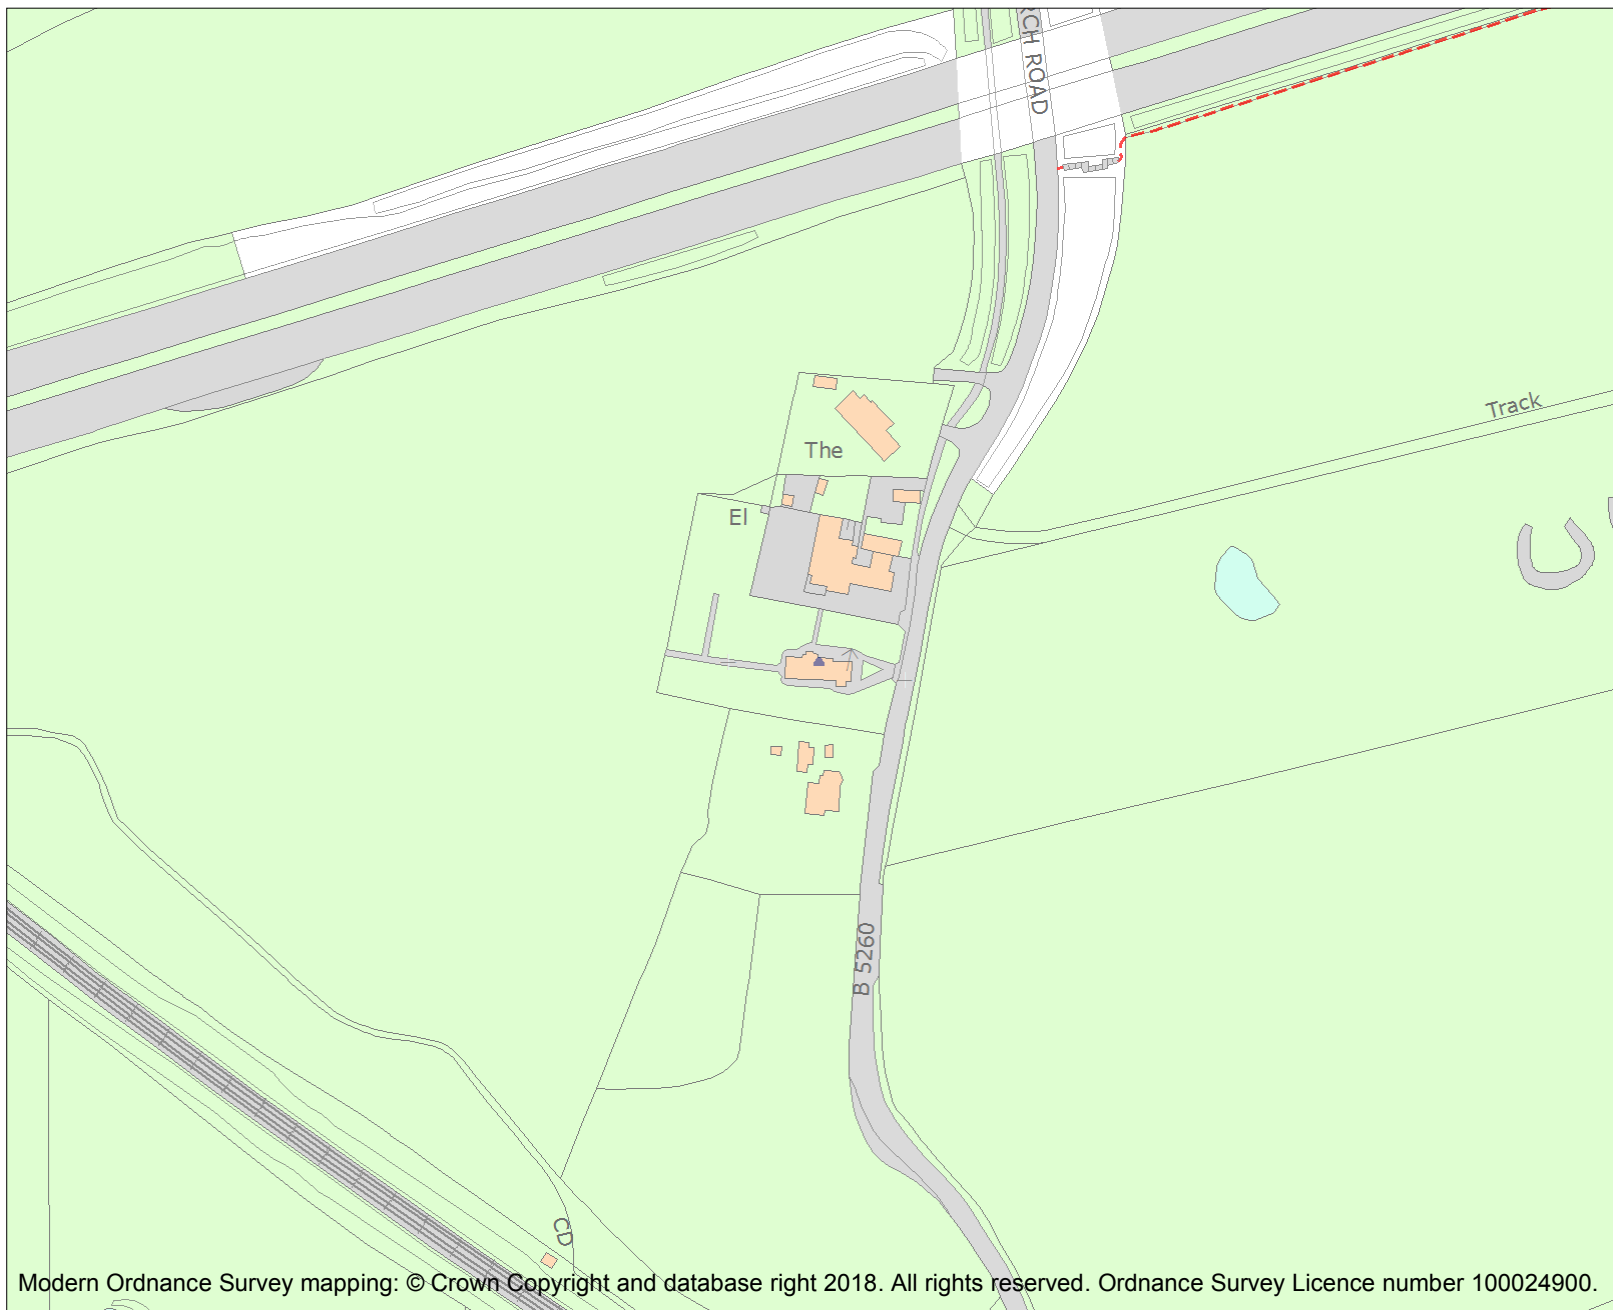 RCH ROAD
Track
The
El
B 5260
CD
Modern Ordnance Survey mapping: © Crown Copyright and database right 2018. All rights reserved. Ordnance Survey Licence number 100024900.